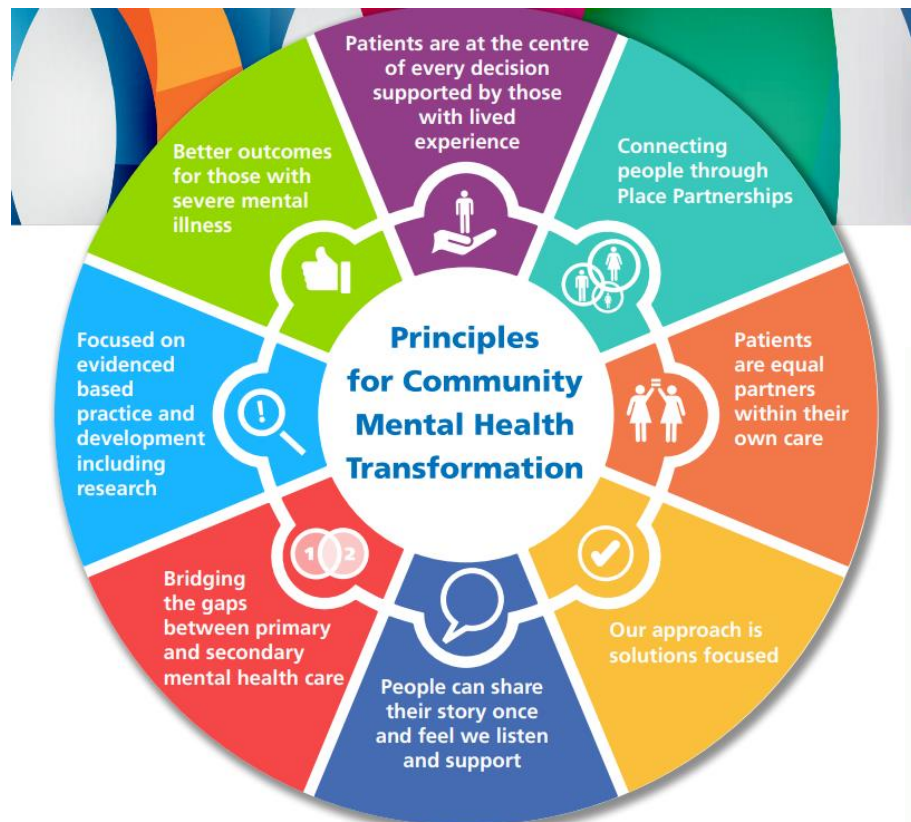 Patients are at the centre
of every decision
supported by those
with lived
experience
Connecting
people through
Place Partnerships
Patients
are equal
partners
within their
own care
Our approach is
solutions focused
People can share
their story once
and feel we listen
and support
Bridging
the gaps
between primary
and secondary
mental health care
1 2
Focused on
evidenced
based
practice and
development
including
research
Better outcomes
for those with
severe mental
illness
Principles
for Community
Mental Health
Transformation